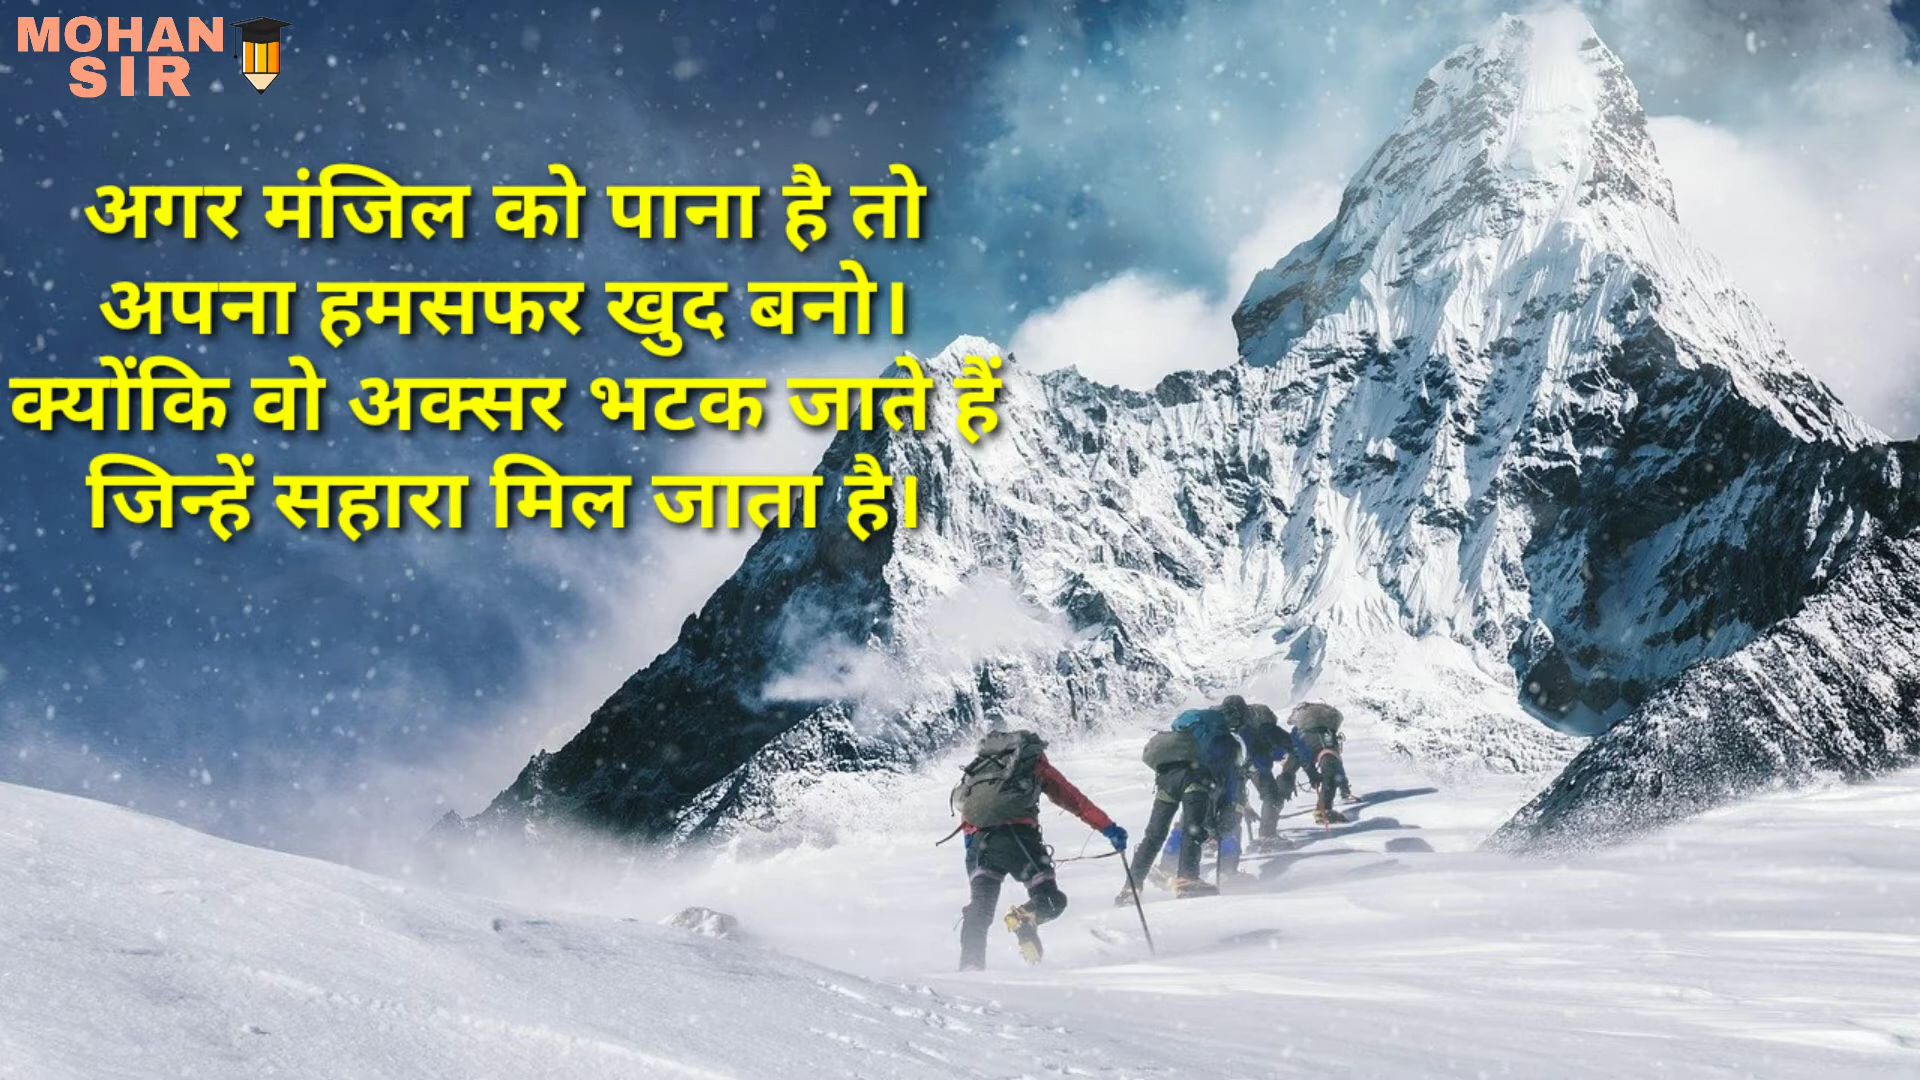 MOHAN
SIR
अगर मंजिल को पाना है तो
अपना हमसफर खुद बनो।
क्योंकि वो अक्सर भटक जाते हैं
जिन्हें सहारा मिल जाता है।